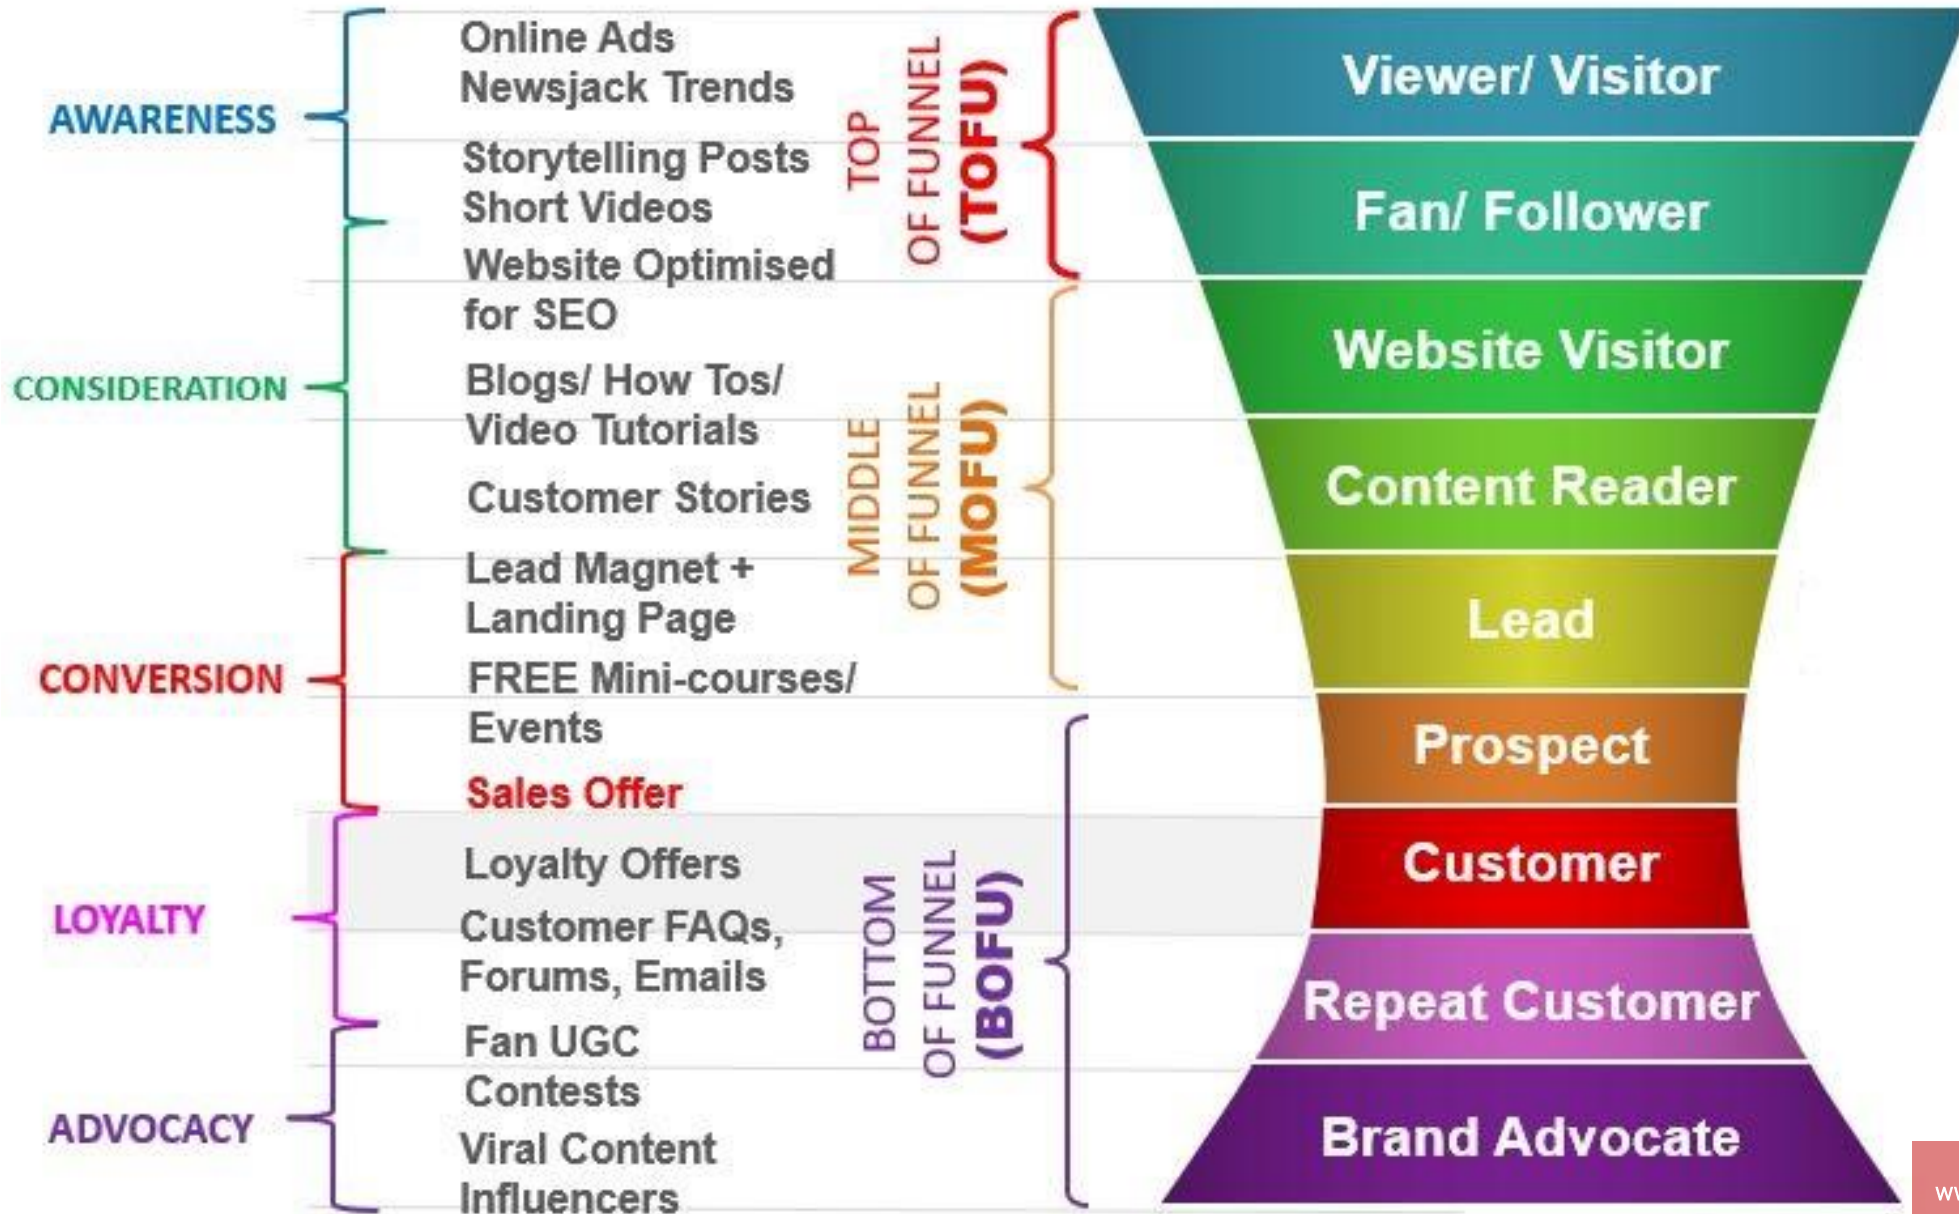 AWARENESS
Online Ads
Newsjack Trends
Storytelling Posts
Short Videos
TOP
OF FUNNEL
(TOFU)
Viewer/ Visitor
Fan/ Follower
CONSIDERATION
Website Optimised
for SEO
Blogs/ How Tos/
Video Tutorials
Customer Stories
MIDDLE
OF FUNNEL
(MOFU)
Website Visitor
Content Reader
Lead
CONVERSION
Lead Magnet +
Landing Page
FREE Mini-courses/
Events
Sales Offer
Prospect
LOYALTY
Loyalty Offers
Customer FAQs,
Forums, Emails
BOTTOM
OF FUNNEL
(BOFU)
Customer
Repeat Customer
ADVOCACY
Fan UGC
Contests
Viral Content
Influencers
Brand Advocate